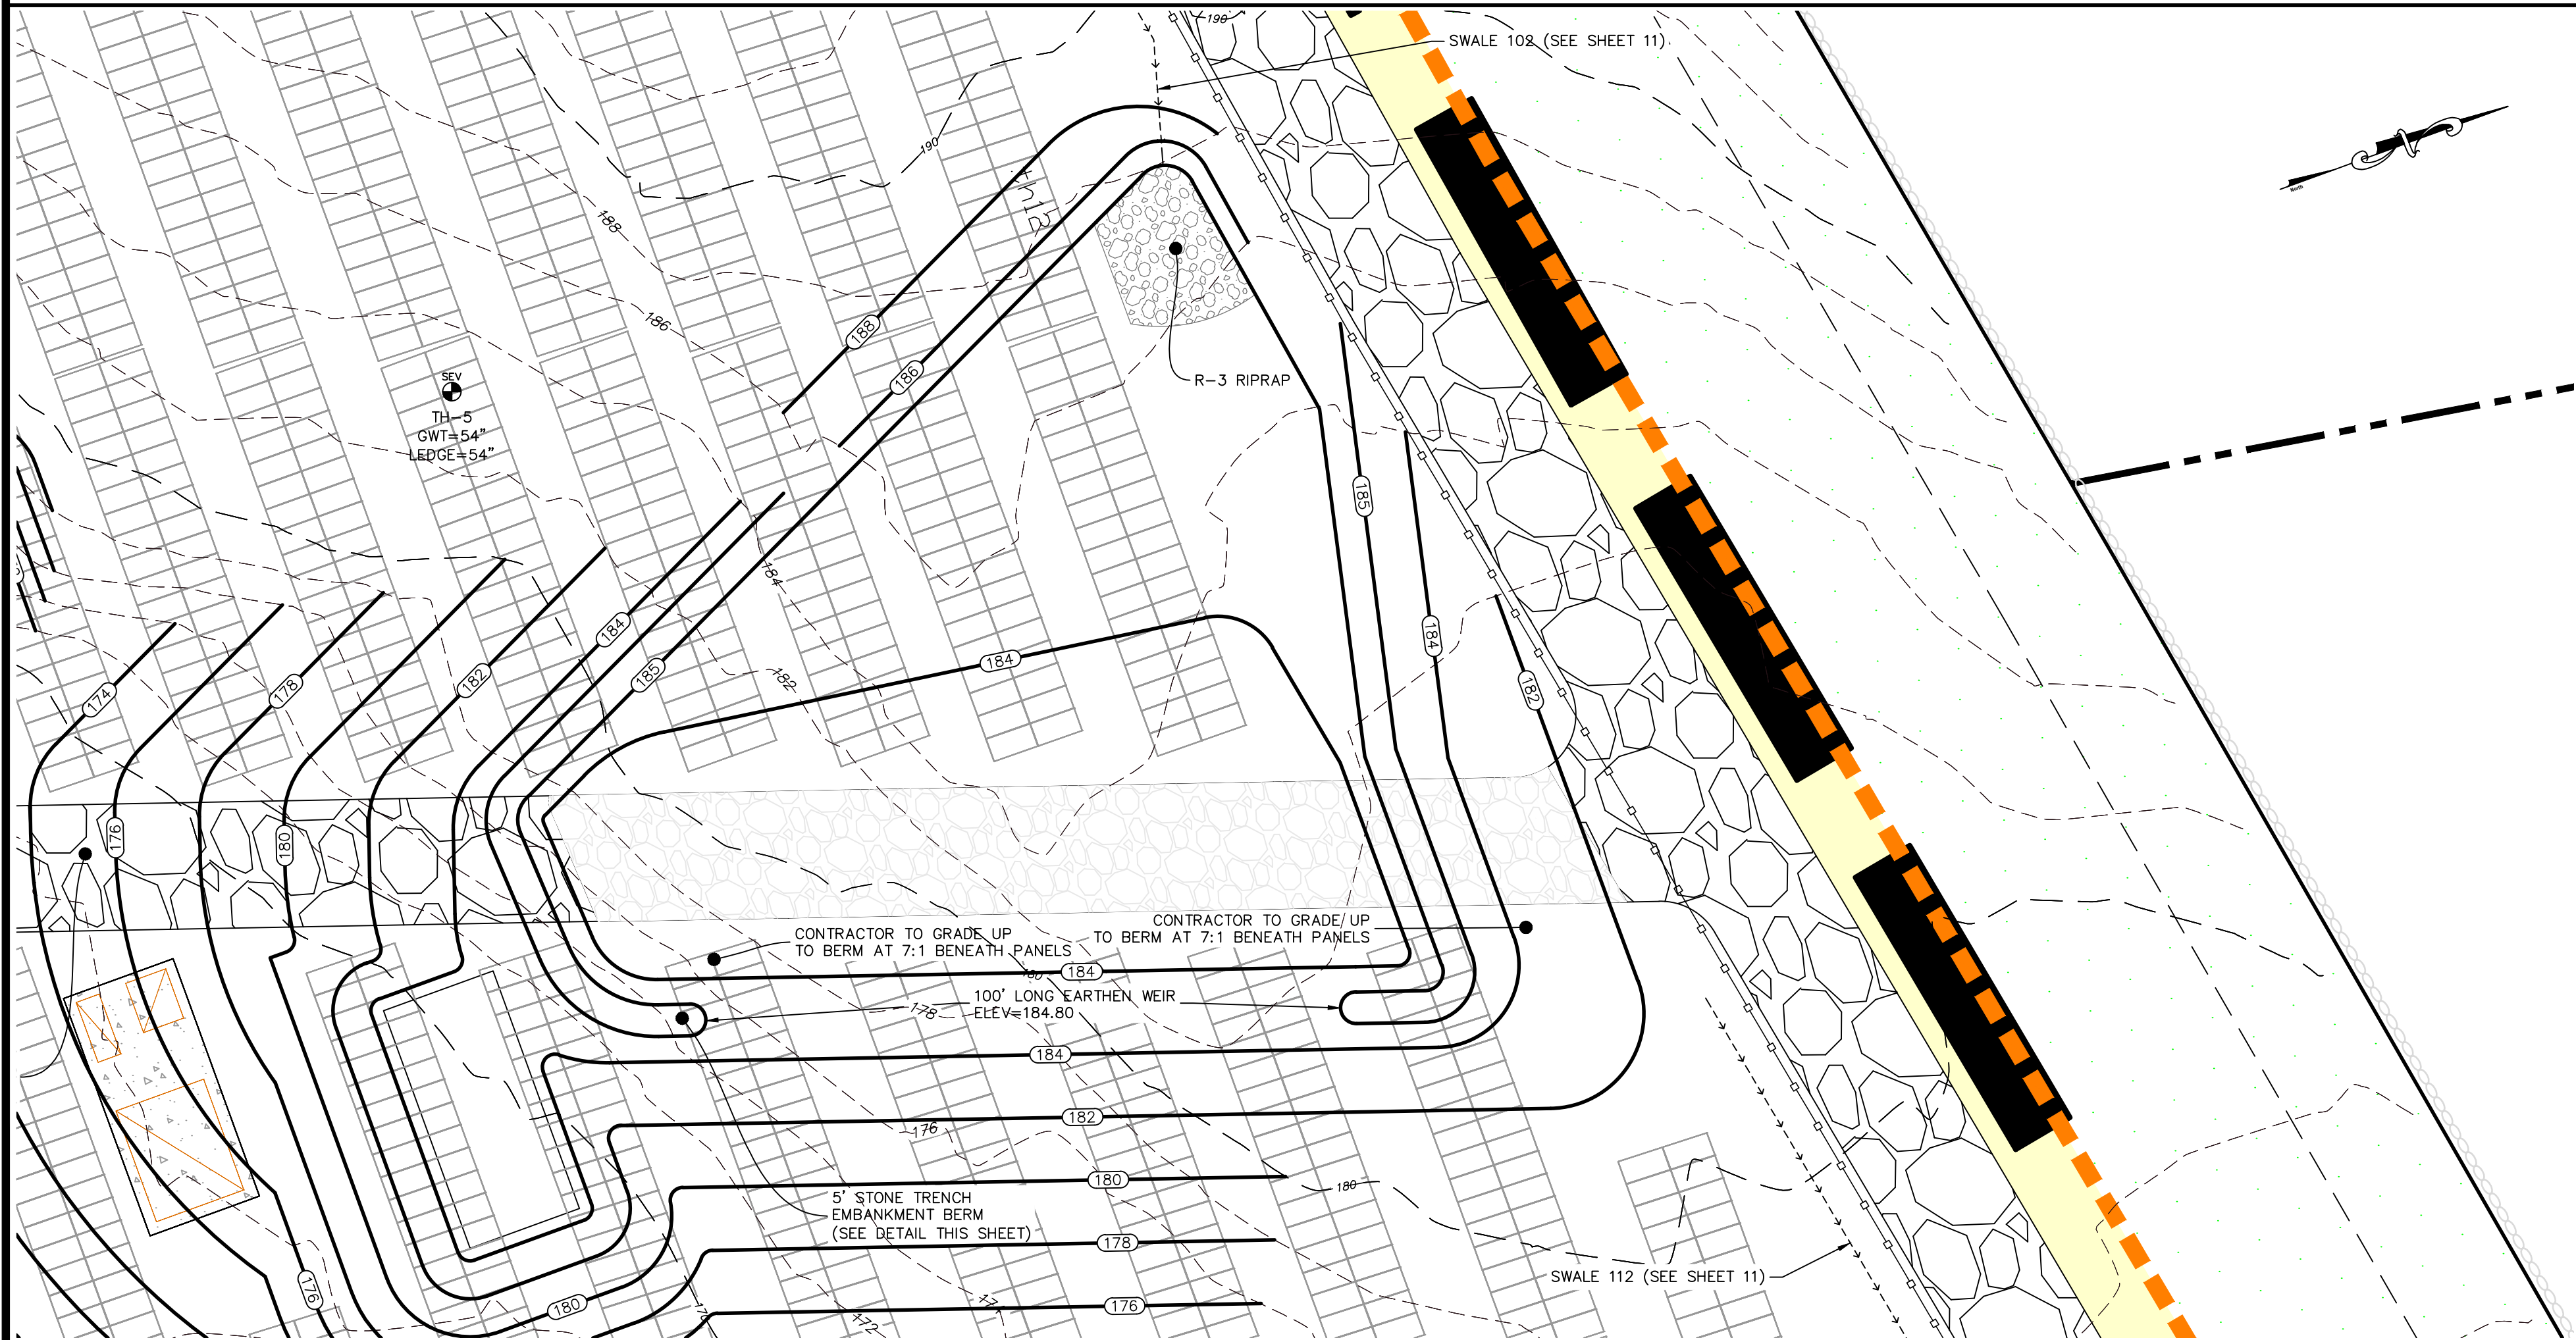 190
SWALE 102 (SEE SHEET 11)
190
North
th12
188
186
188
186
R-3 RIPRAP
SEV
TH-5
GWT=54"
LEDGE=54"
185
184
184
184
182
185
184
182
182
178
174
176
180
182
CONTRACTOR TO GRADE UP
TO BERM AT 7:1 BENEATH PANELS
CONTRACTOR TO GRADE UP
TO BERM AT 7:1 BENEATH PANELS
184
180
100' LONG EARTHEN WEIR
ELEV=184.80
178
184
182
176
180
180
5' STONE TRENCH
EMBANKMENT BERM
(SEE DETAIL THIS SHEET)
178
SWALE 112 (SEE SHEET 11)
176
180
176
172